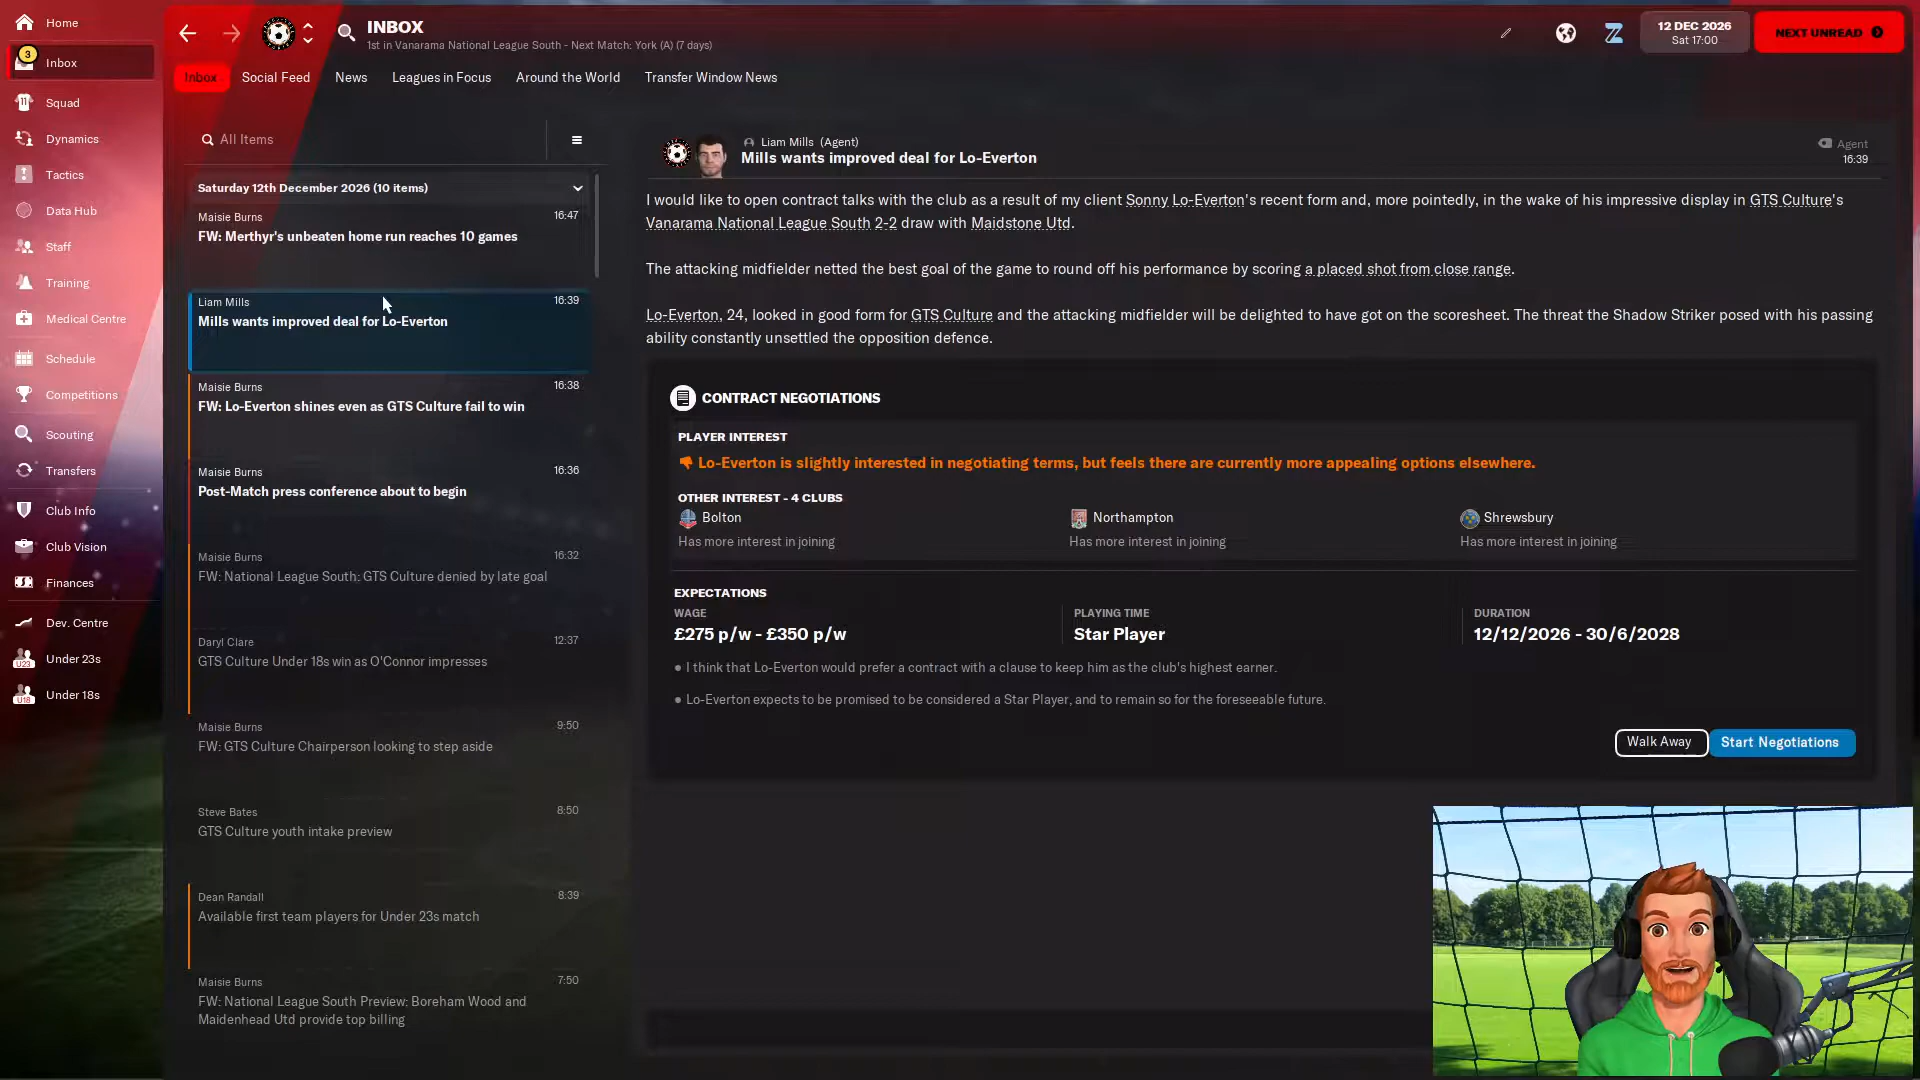 Home
3
Inbox
Squad
Dynamics
Tactics
Data Hub
Staff
Training
Medical Centre
Schedule
Competitions
Scouting
Transfers
Club Info
Club Vision
Finances
Dev. Centre
U23
Under 23s
U18
Under 18s
INBOX
1st in Vanarama National League South - Next Match: York (A) (7 days)
12 DEC 2026
Sat 17:00
NEXT UNREAD
Inbox
Social Feed
News
Leagues in Focus
Around the World
Transfer Window News
All Items
Saturday 12th December 2026 (10 items)
Maisie Burns
16:47
FW: Merthyr's unbeaten home run reaches 10 games
Liam Mills
16:39
Mills wants improved deal for Lo-Everton
Maisie Burns
16:38
FW: Lo-Everton shines even as GTS Culture fail to win
Maisie Burns
16:36
Post-Match press conference about to begin
Maisie Burns
16:32
FW: National League South: GTS Culture denied by late goal
Daryl Clare
12:37
GTS Culture Under 18s win as O'Connor impresses
Maisie Burns
9:50
FW: GTS Culture Chairperson looking to step aside
Steve Bates
8:50
GTS Culture youth intake preview
Dean Randall
8:39
Available first team players for Under 23s match
Maisie Burns
7:50
FW: National League South Preview: Boreham Wood and
Maidenhead Utd provide top billing
Liam Mills (Agent)
Mills wants improved deal for Lo-Everton
Agent
16:39
I would like to open contract talks with the club as a result of my client Sonny Lo-Everton's recent form and, more pointedly, in the wake of his impressive display in GTS Culture's
Vanarama National League South 2-2 draw with Maidstone Utd.
The attacking midfielder netted the best goal of the game to round off his performance by scoring a placed shot from close range.
Lo-Everton, 24, looked in good form for GTS Culture and the attacking midfielder will be delighted to have got on the scoresheet. The threat the Shadow Striker posed with his passing
ability constantly unsettled the opposition defence.
CONTRACT NEGOTIATIONS
PLAYER INTEREST
Lo-Everton is slightly interested in negotiating terms, but feels there are currently more appealing options elsewhere.
OTHER INTEREST - 4 CLUBS
Bolton
Has more interest in joining
Northampton
Has more interest in joining
Shrewsbury
Has more interest in joining
EXPECTATIONS
WAGE
£275 p/w - £350 p/w
PLAYING TIME
Star Player
DURATION
12/12/2026 - 30/6/2028
• I think that Lo-Everton would prefer a contract with a clause to keep him as the club's highest earner.
• Lo-Everton expects to be promised to be considered a Star Player, and to remain so for the foreseeable future.
Walk Away
Start Negotiations